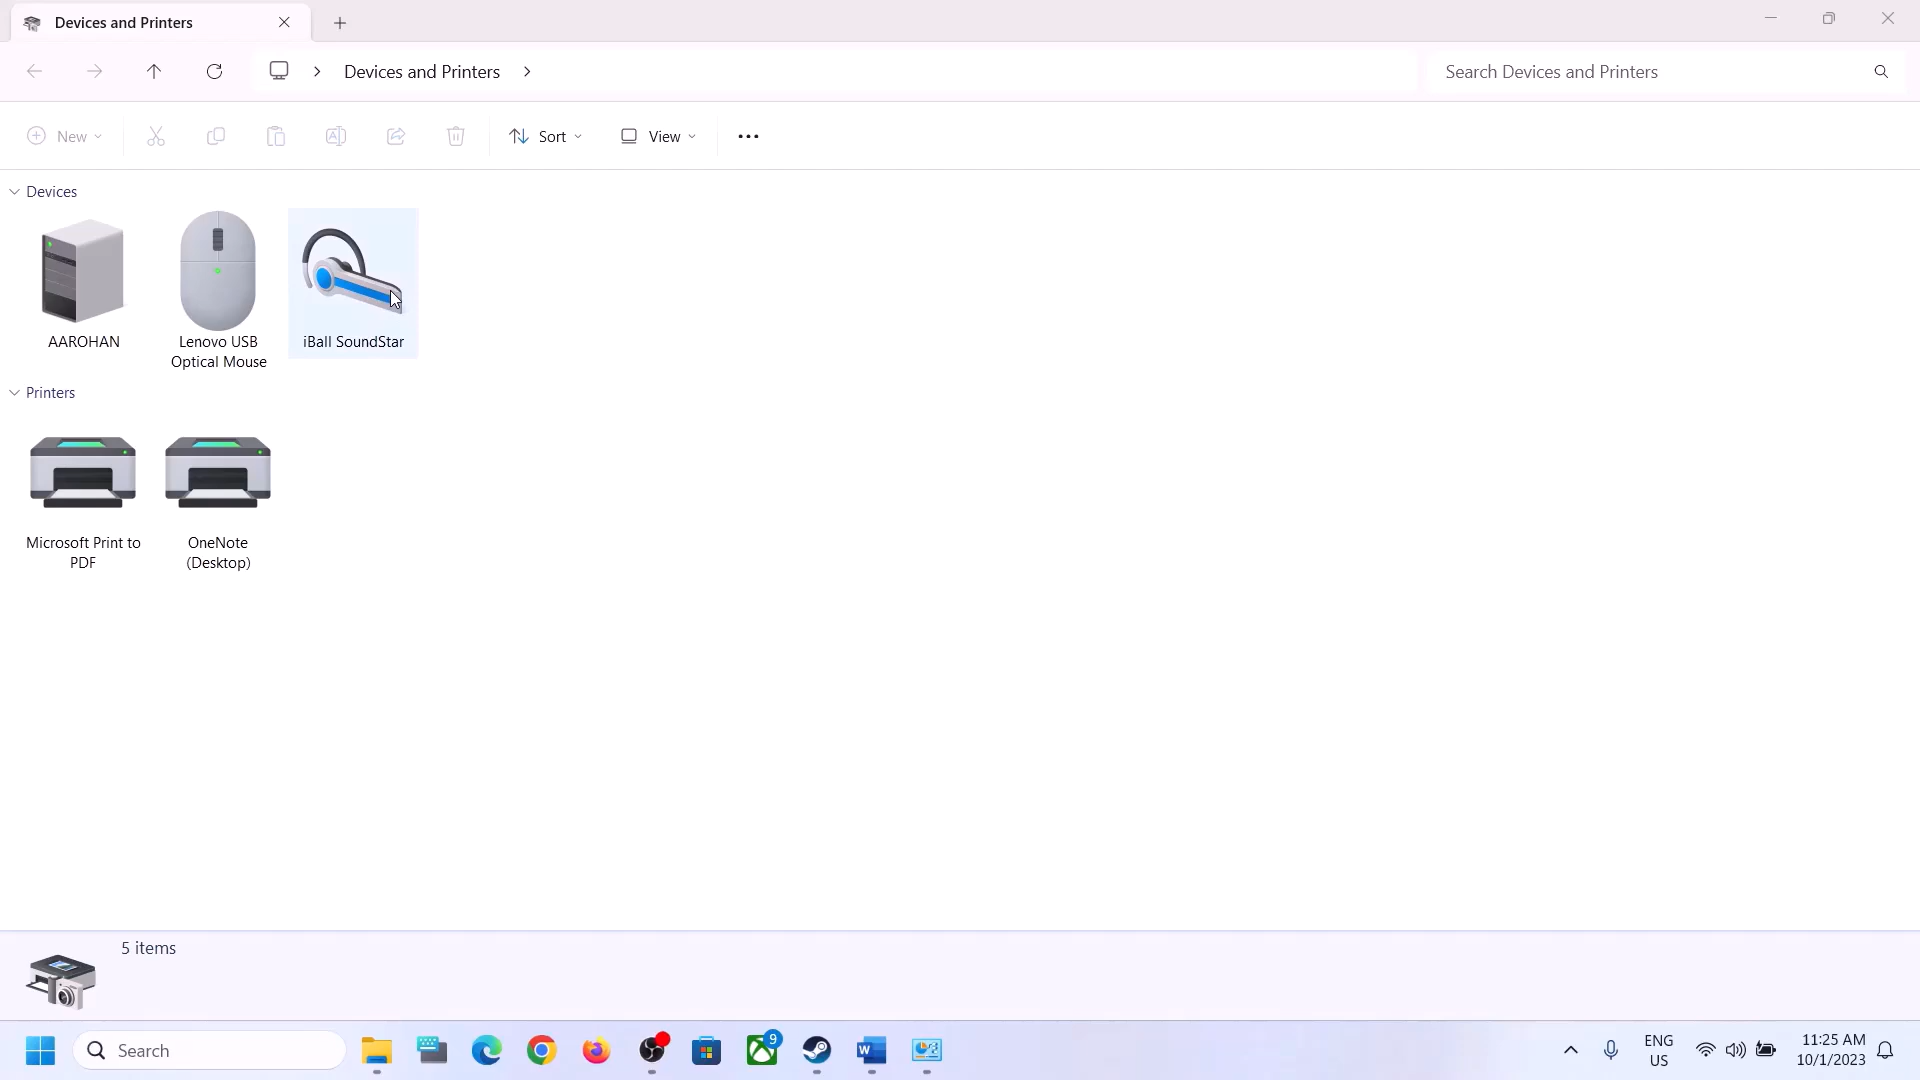 Devices and Printers
Devices and Printers
Search Devices and Printers
New
Sort
View
Devices
AAROHAN
Lenovo USB
Optical Mouse
iBall SoundStar
Printers
Microsoft Print to
PDF
OneNote
(Desktop)
5 items
Search
9
ENG
US
11:25 AM
10/1/2023